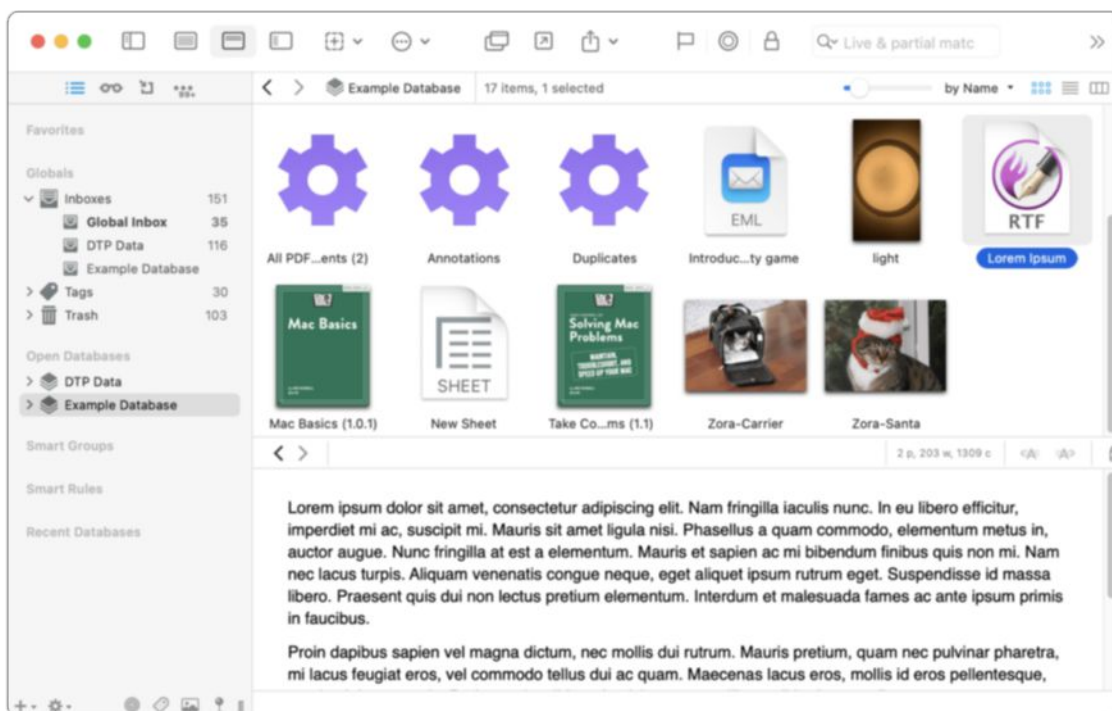 Live & partial matc
99+
Example Database
17 items, 1 selected
by Name
Favorites
Globals
Inboxes 151
Global Inbox 35
DTP Data 116
Example Database
Tags 30
Trash 103
Open Databases
DTP Data
Example Database
Smart Groups
Smart Rules
Recent Databases
EML
RTF
All PDF...ents (2)
Annotations
Duplicates
Introduc...ty game
light
Lorem Ipsum
Mac Basics
SHEET
Solving Mac
Problems
MAINTAIN,
TROUBLESHOOT, AND
SPEED UP YOUR MAC
Mac Basics (1.0.1)
New Sheet
Take Co...ms (1.1)
Zora-Carrier
Zora-Santa
2 p, 203 w, 1309 c
<A
A>
Lorem ipsum dolor sit amet, consectetur adipiscing elit. Nam fringilla iaculis nunc. In eu libero efficitur,
imperdiet mi ac, suscipit mi. Mauris sit amet ligula nisi. Phasellus a quam commodo, elementum metus in,
auctor augue. Nunc fringilla at est a elementum. Mauris et sapien ac mi bibendum finibus quis non mi. Nam
nec lacus turpis. Aliquam venenatis congue neque, eget aliquet ipsum rutrum eget. Suspendisse id massa
libero. Praesent quis dui non lectus pretium elementum. Interdum et malesuada fames ac ante ipsum primis
in faucibus.
Proin dapibus sapien vel magna dictum, nec mollis dui rutrum. Mauris pretium, quam nec pulvinar pharetra,
mi lacus feugiat eros, vel commodo tellus dui ac quam. Maecenas lacus eros, mollis id eros pellentesque,